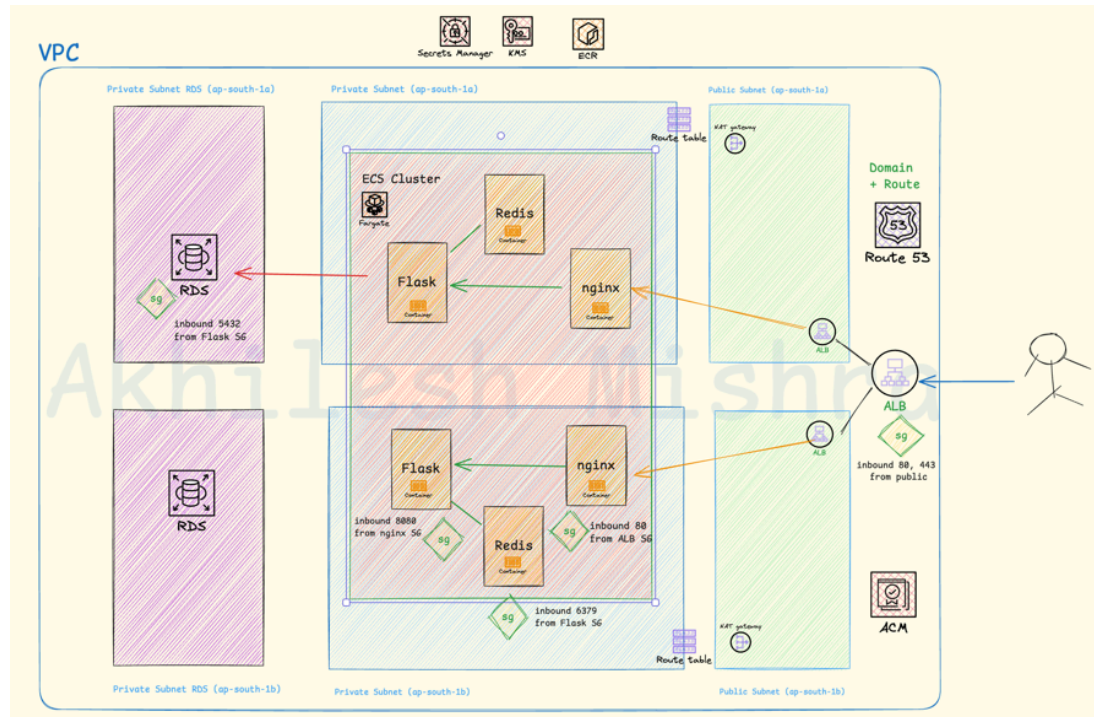 Secrets Manager
KMS
ECR
VPC
Private Subnet RDS (ap-south-1a)
Private Subnet (ap-south-1a)
Public Subnet (ap-south-1a)
Route table
NAT gateway
ECS Cluster
Fargate
Redis
Container
Flask
Container
nginx
Container
RDS
sg
inbound 5432
from Flask SG
Domain
+ Route
53
Route 53
ALB
ALB
sg
inbound 80, 443
from public
Akhilesh Mishra
RDS
Flask
Container
nginx
Container
ALB
inbound 8080
from nginx SG
sg
Redis
Container
sg
inbound 80
from ALB SG
sg
inbound 6379
from Flask SG
Route table
NAT gateway
ACM
Private Subnet RDS (ap-south-1b)
Private Subnet (ap-south-1b)
Public Subnet (ap-south-1b)